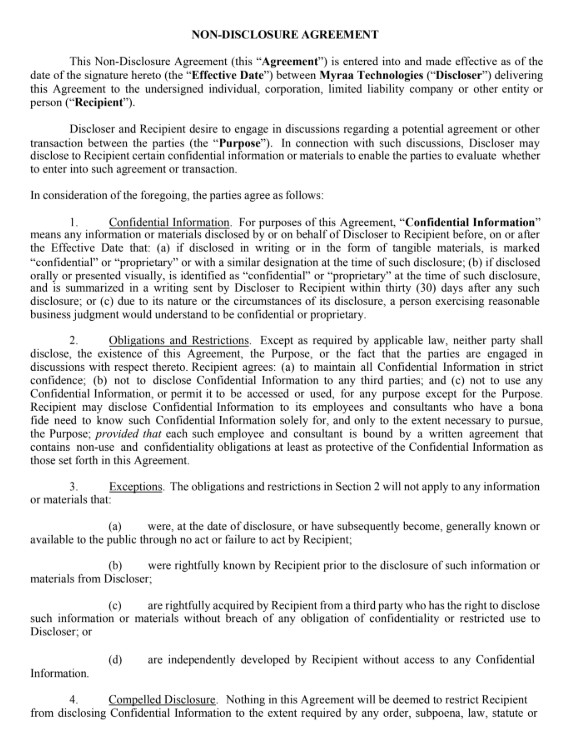 NON-DISCLOSURE AGREEMENT
This Non-Disclosure Agreement (this “Agreement”) is entered into and made effective as of the
date of the signature hereto (the “Effective Date”) between Myraa Technologies (“Discloser”) delivering
this Agreement to the undersigned individual, corporation, limited liability company or other entity or
person (“Recipient”).
Discloser and Recipient desire to engage in discussions regarding a potential agreement or other
transaction between the parties (the “Purpose”). In connection with such discussions, Discloser may
disclose to Recipient certain confidential information or materials to enable the parties to evaluate whether
to enter into such agreement or transaction.
In consideration of the foregoing, the parties agree as follows:
1. Confidential Information. For purposes of this Agreement, “Confidential Information”
means any information or materials disclosed by or on behalf of Discloser to Recipient before, on or after
the Effective Date that: (a) if disclosed in writing or in the form of tangible materials, is marked
“confidential” or “proprietary” or with a similar designation at the time of such disclosure; (b) if disclosed
orally or presented visually, is identified as “confidential” or “proprietary” at the time of such disclosure,
and is summarized in a writing sent by Discloser to Recipient within thirty (30) days after any such
disclosure; or (c) due to its nature or the circumstances of its disclosure, a person exercising reasonable
business judgment would understand to be confidential or proprietary.
2. Obligations and Restrictions. Except as required by applicable law, neither party shall
disclose, the existence of this Agreement, the Purpose, or the fact that the parties are engaged in
discussions with respect thereto. Recipient agrees: (a) to maintain all Confidential Information in strict
confidence; (b) not to disclose Confidential Information to any third parties; and (c) not to use any
Confidential Information, or permit it to be accessed or used, for any purpose except for the Purpose.
Recipient may disclose Confidential Information to its employees and consultants who have a bona
fide need to know such Confidential Information solely for, and only to the extent necessary to pursue,
the Purpose; provided that each such employee and consultant is bound by a written agreement that
contains non-use and confidentiality obligations at least as protective of the Confidential Information as
those set forth in this Agreement.
3. Exceptions. The obligations and restrictions in Section 2 will not apply to any information
or materials that:
(a) were, at the date of disclosure, or have subsequently become, generally known or
available to the public through no act or failure to act by Recipient;
(b) were rightfully known by Recipient prior to the disclosure of such information or
materials from Discloser;
(c) are rightfully acquired by Recipient from a third party who has the right to disclose
such information or materials without breach of any obligation of confidentiality or restricted use to
Discloser; or
(d) are independently developed by Recipient without access to any Confidential
Information.
4. Compelled Disclosure. Nothing in this Agreement will be deemed to restrict Recipient
from disclosing Confidential Information to the extent required by any order, subpoena, law, statute or